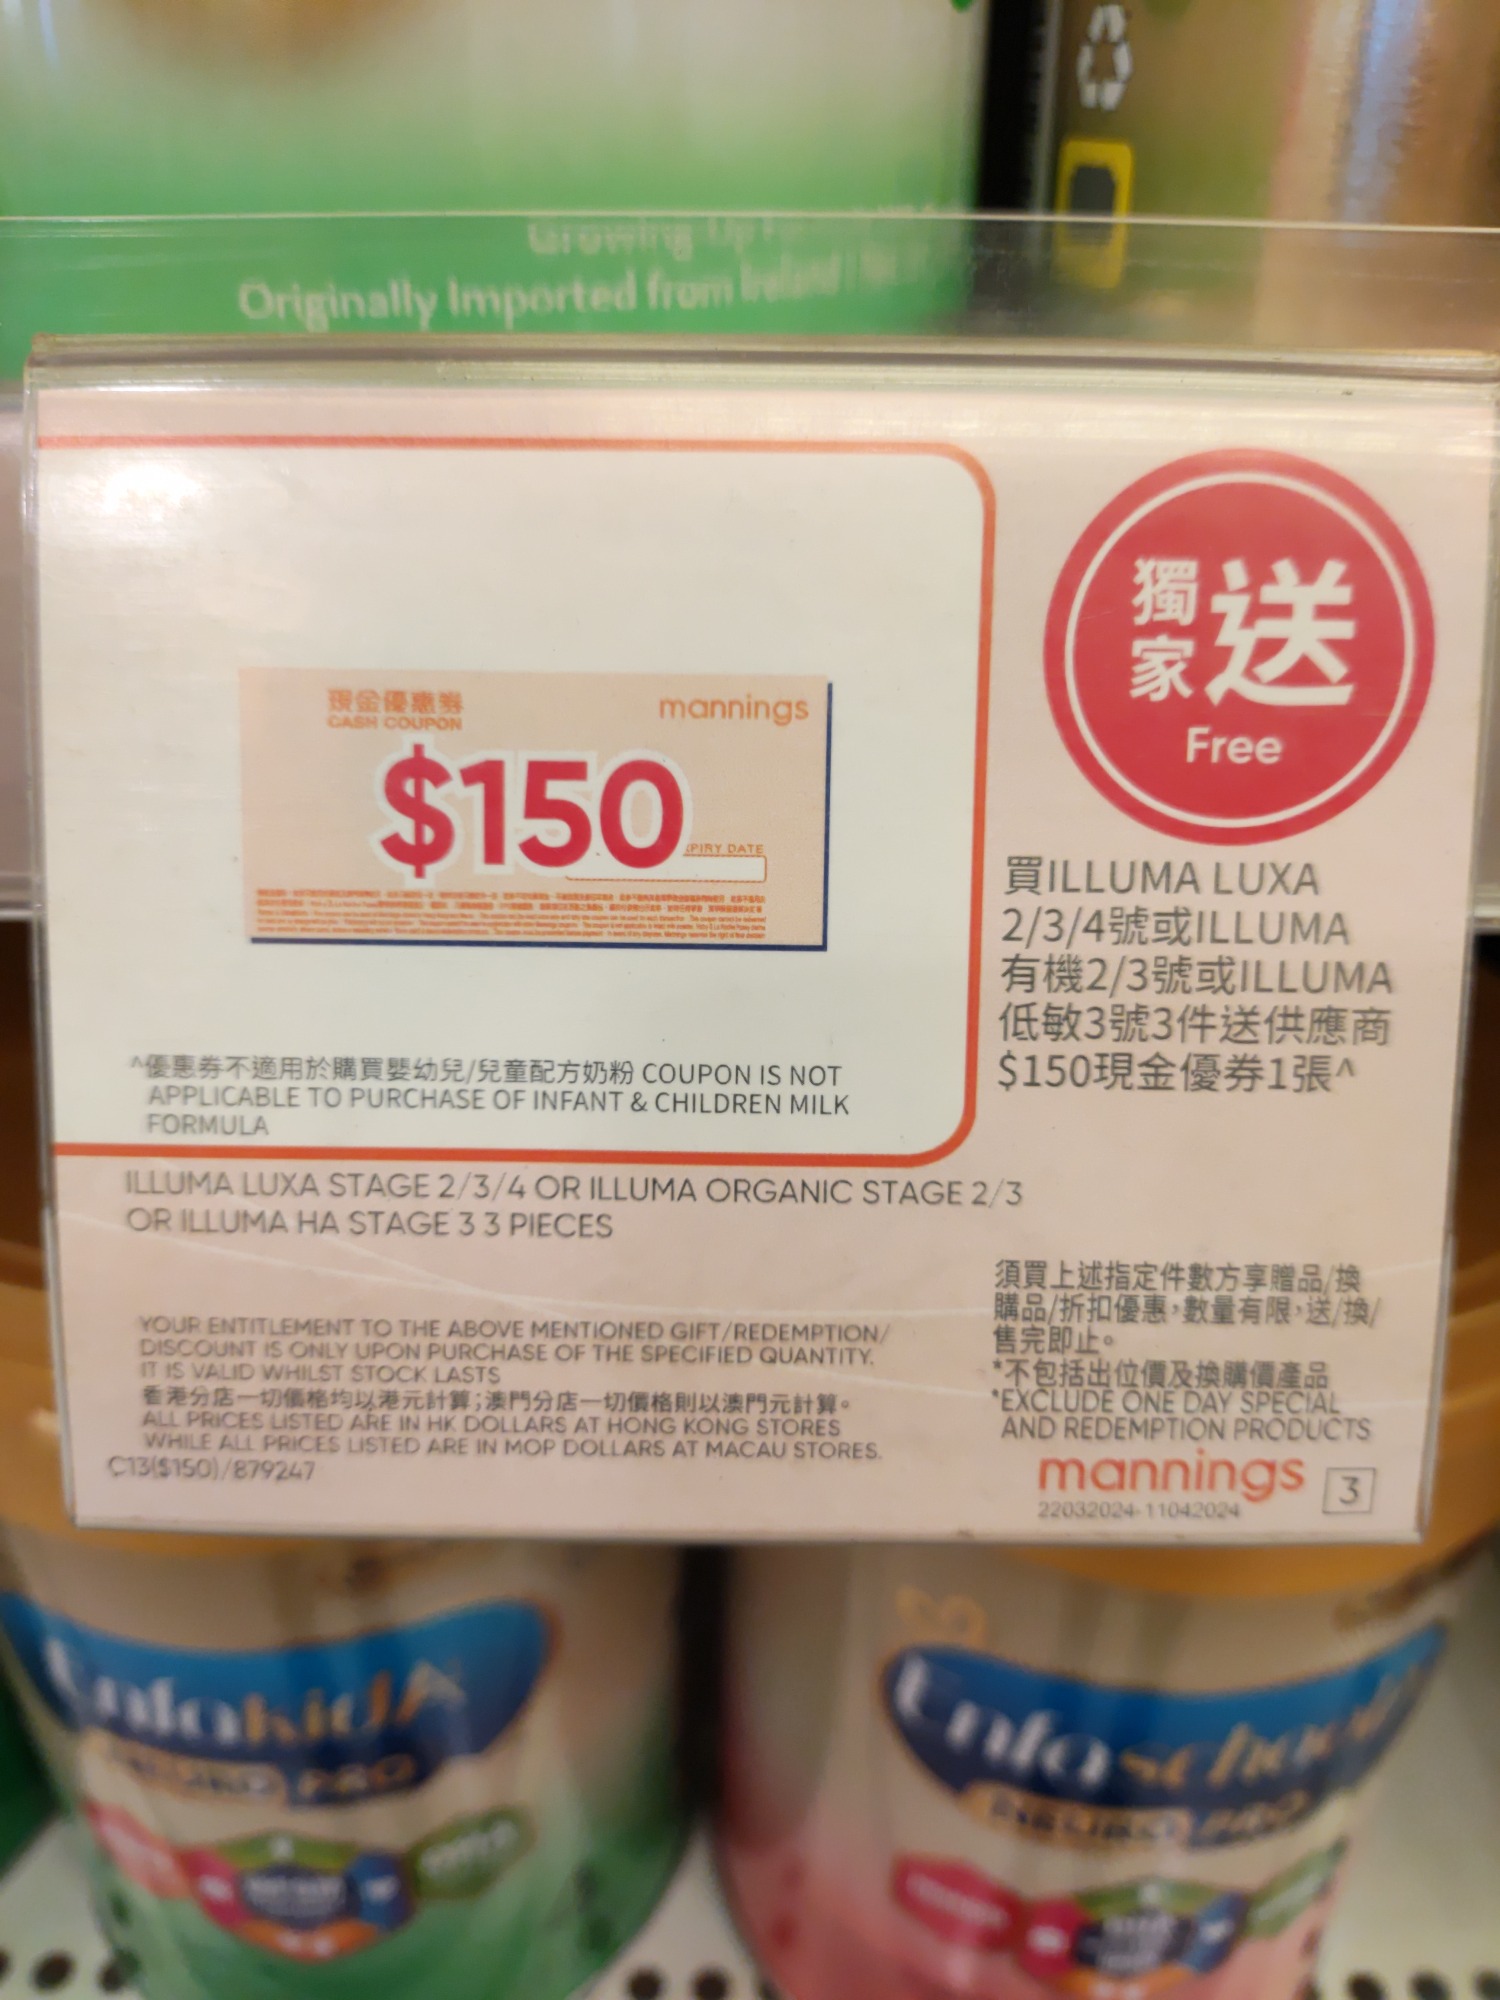 Growing Up
Originally Imported from Ireland
獨家送
Free
現金優惠券
CASH COUPON
mannings
$150
PIRY DATE
買ILLUMA LUXA
2/3/4號或ILLUMA
有機2/3號或ILLUMA
低敏3號3件送供應商
$150現金優券1張^
^優惠券不適用於購買嬰幼兒/兒童配方奶粉 COUPON IS NOT
APPLICABLE TO PURCHASE OF INFANT & CHILDREN MILK
FORMULA
ILLUMA LUXA STAGE 2/3/4 OR ILLUMA ORGANIC STAGE 2/3
OR ILLUMA HA STAGE 3 3 PIECES
YOUR ENTITLEMENT TO THE ABOVE MENTIONED GIFT/REDEMPTION/
DISCOUNT IS ONLY UPON PURCHASE OF THE SPECIFIED QUANTITY.
IT IS VALID WHILST STOCK LASTS
香港分店一切價格均以港元計算;澳門分店一切價格則以澳門元計算。
ALL PRICES LISTED ARE IN HK DOLLARS AT HONG KONG STORES
WHILE ALL PRICES LISTED ARE IN MOP DOLLARS AT MACAU STORES.
C13($150)/879247
須買上述指定件數方享贈品/換
購品/折扣優惠,數量有限,送/換/
售完即止。
*不包括出位價及換購價產品
*EXCLUDE ONE DAY SPECIAL
AND REDEMPTION PRODUCTS
mannings
22032024-11042024
3
Enfakid A+
NEURO PRO
Enfaschool A+
NEURO PRO